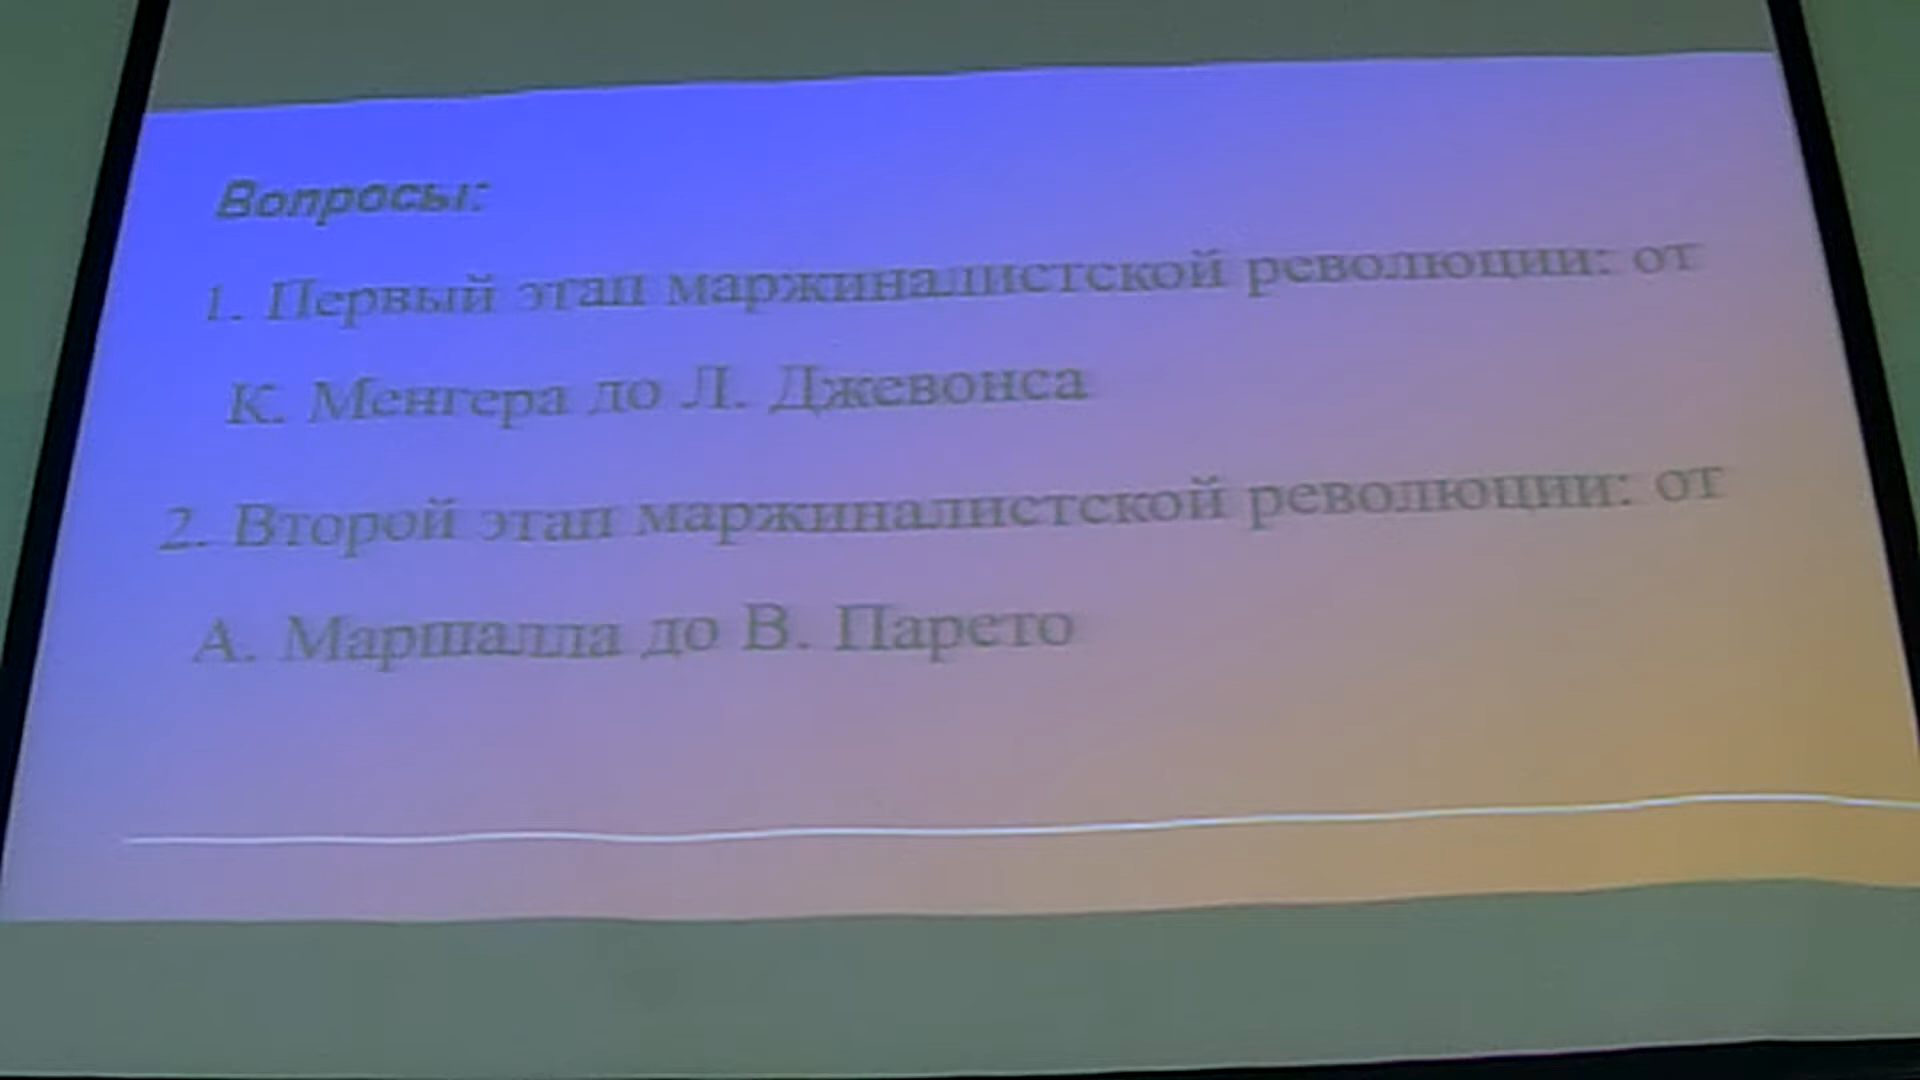 Вопросы:
1. Первый этап маржиналистской революции: от
К. Менгера до Л. Джевонса
2. Второй этап маржиналистской революции: от
А. Маршалла до В. Парето